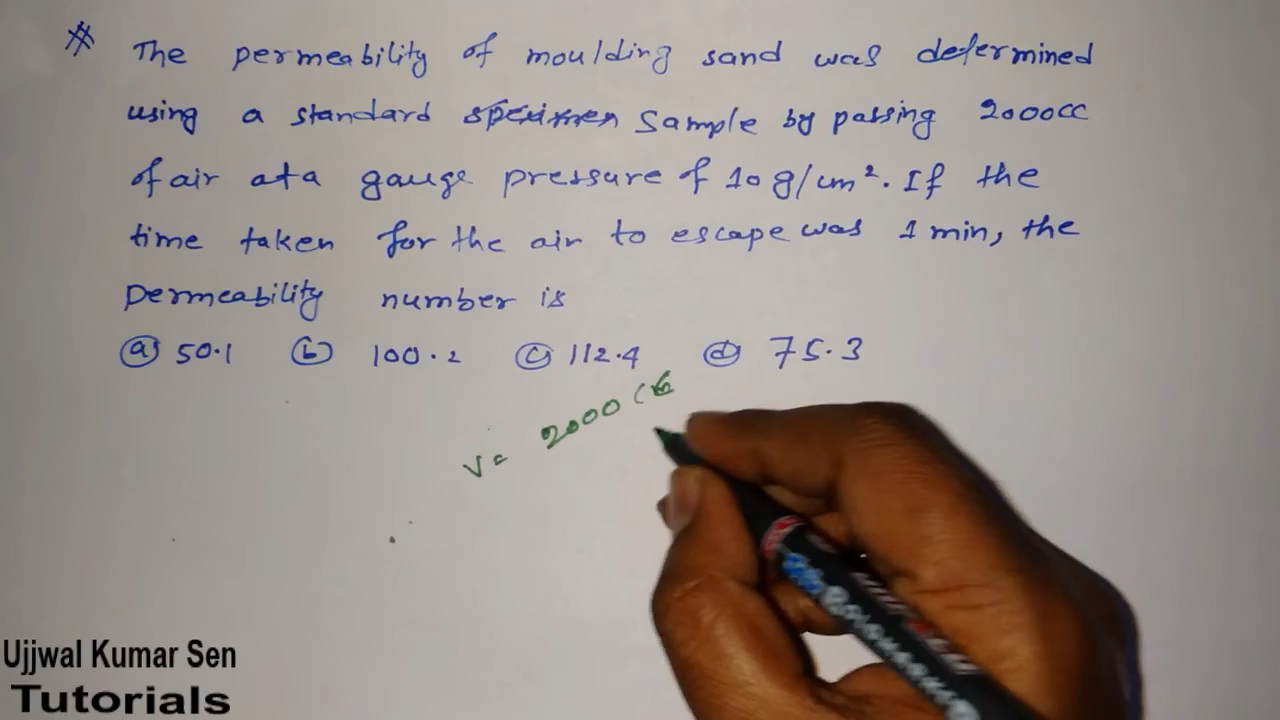 The permeability of moulding sand was determined
using a standard specimen sample by passing 2000cc
of air at a gauge pressure of 10 g/cm². If the
time taken for the air to escape was 1 min, the
permeability number is
ⓐ 50.1 ⓑ 100.2 ⓒ 112.4 ⓓ 75.3
V = 2000 CC
Ujjwal Kumar Sen
Tutorials